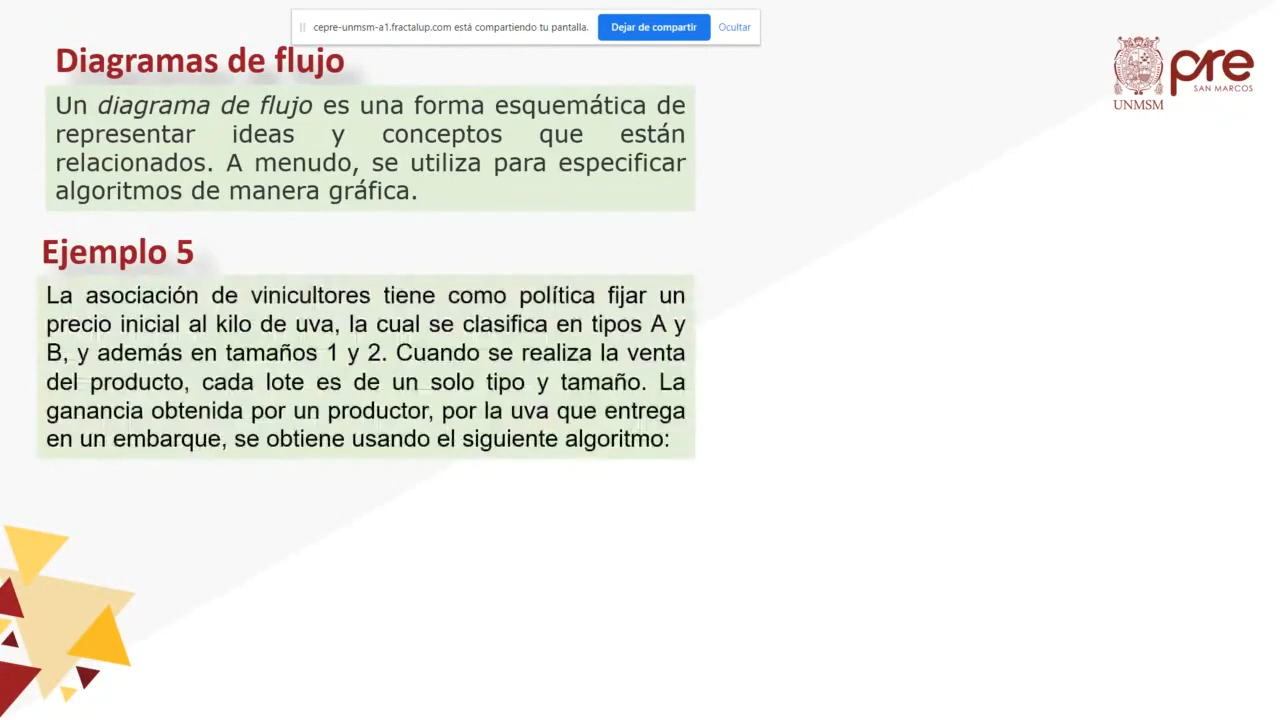 cepre-unmsm-a1.fractalup.com está compartiendo tu pantalla. Dejar de compartir Ocultar
Diagramas de flujo
Un diagrama de flujo es una forma esquemática de
representar ideas y conceptos que están
relacionados. A menudo, se utiliza para especificar
algoritmos de manera gráfica.
Ejemplo 5
La asociación de vinicultores tiene como política fijar un
precio inicial al kilo de uva, la cual se clasifica en tipos A y
B, y además en tamaños 1 y 2. Cuando se realiza la venta
del producto, cada lote es de un solo tipo y tamaño. La
ganancia obtenida por un productor, por la uva que entrega
en un embarque, se obtiene usando el siguiente algoritmo:
pre
SAN MARCOS
UNMSM